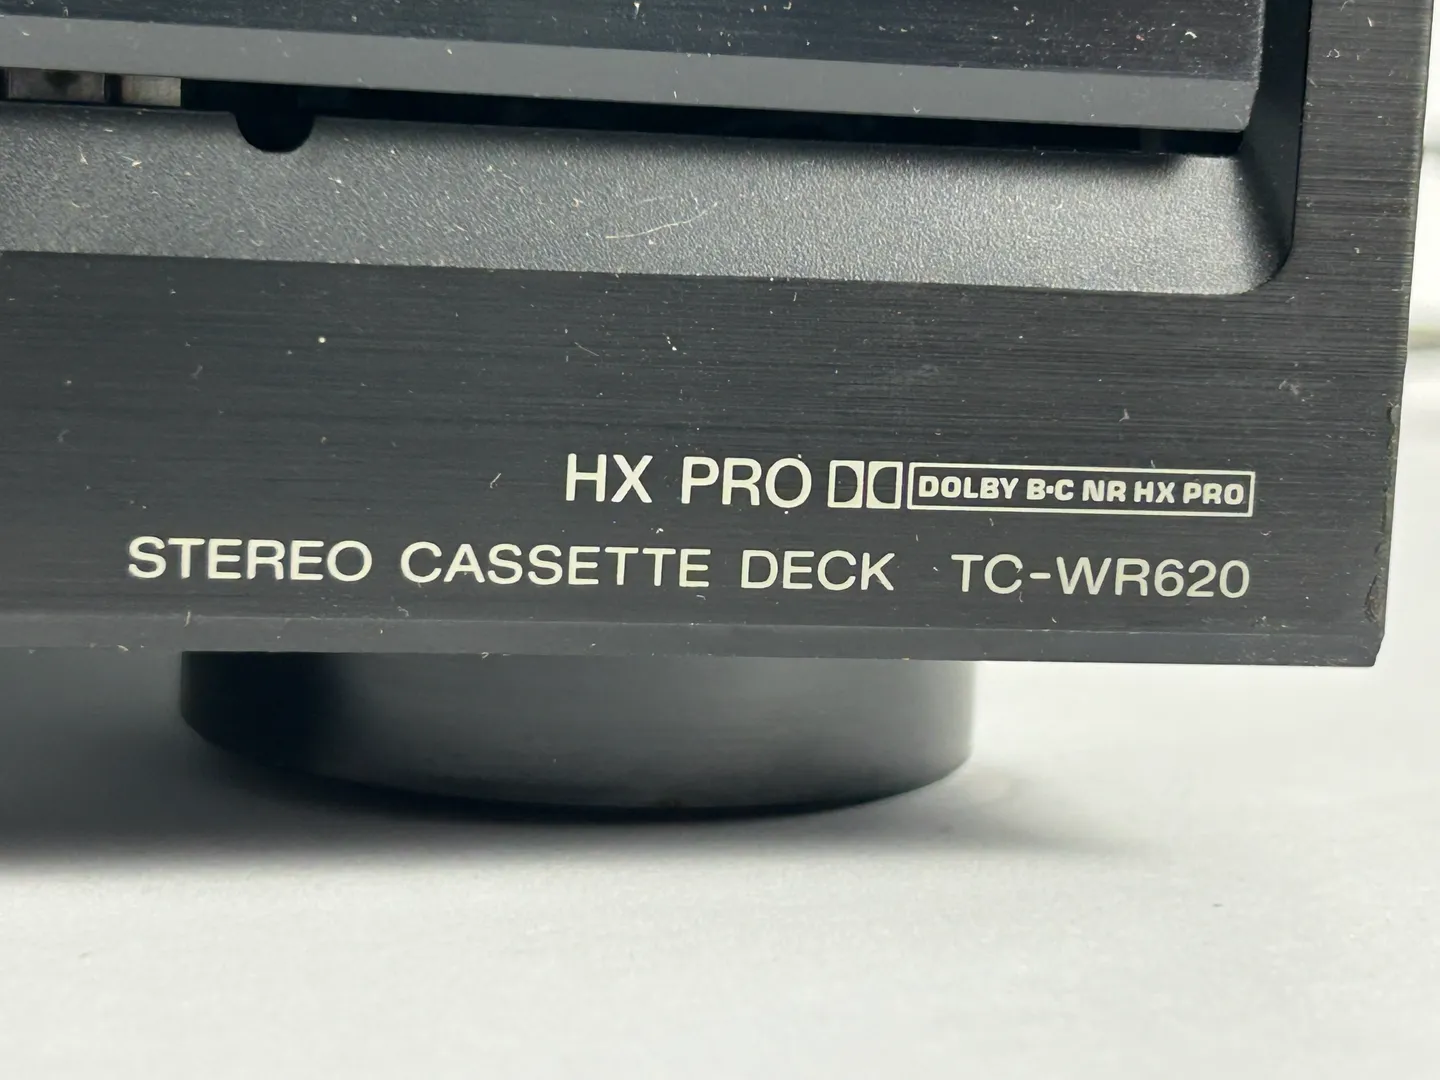 HX PRO DOLBY B·C NR HX PRO
STEREO CASSETTE DECK TC-WR620